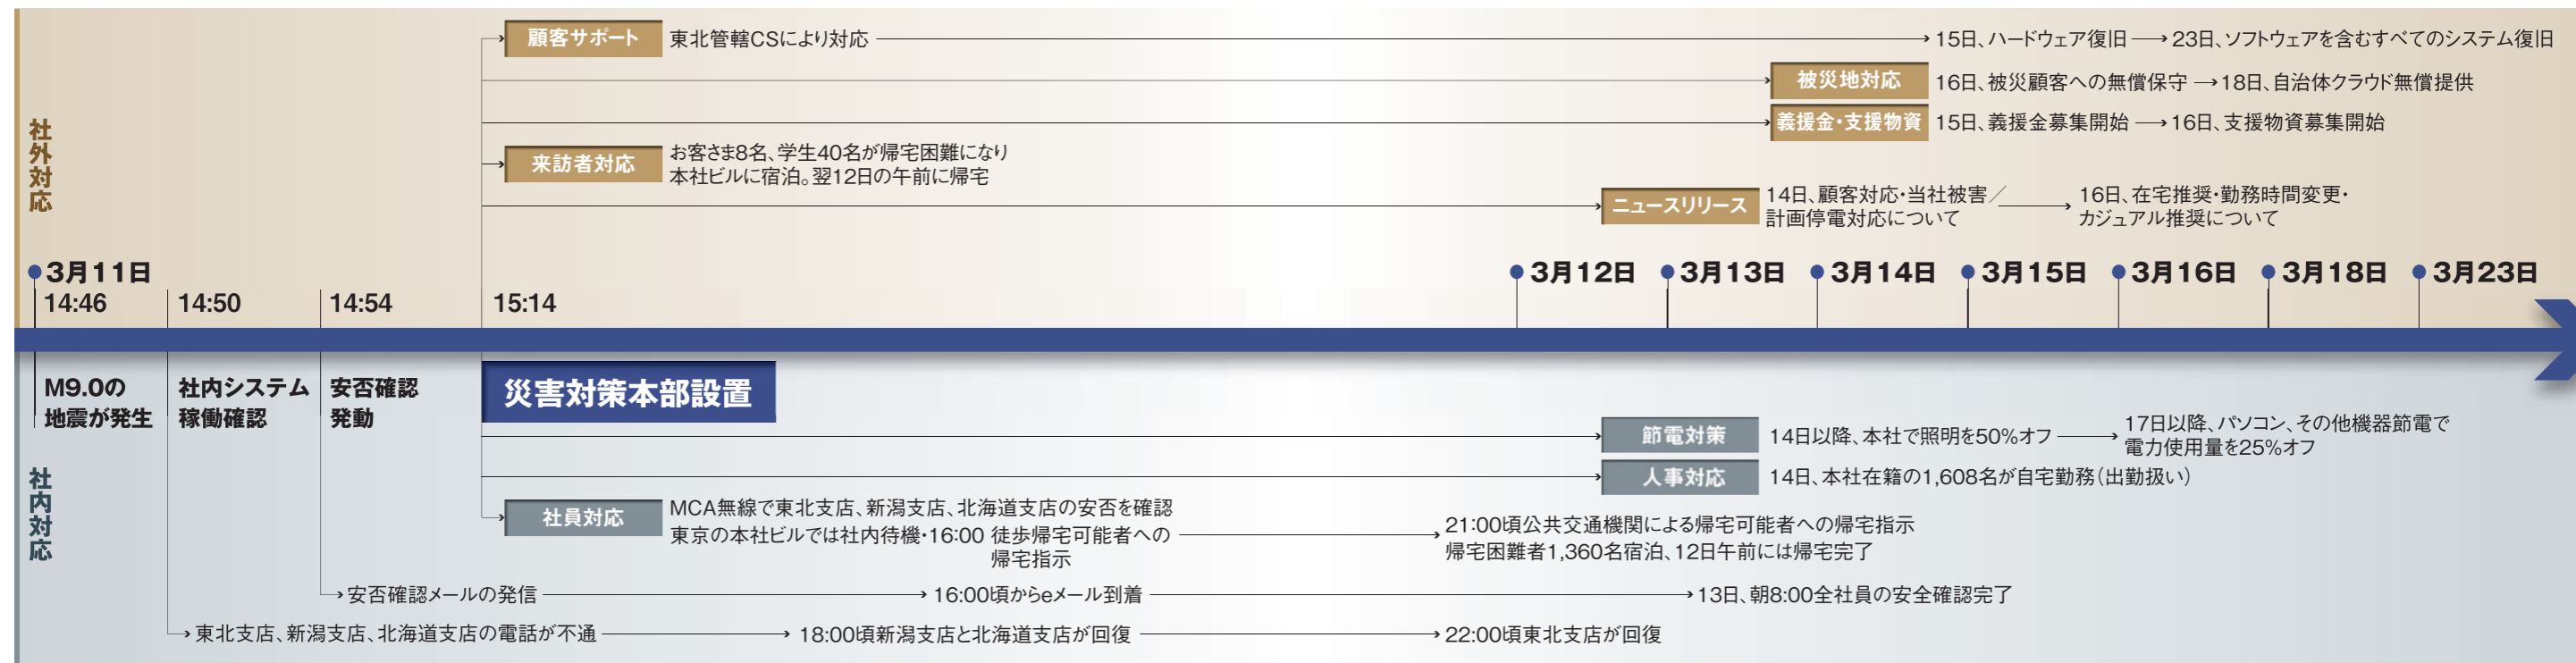 社外対応
顧客サポート 東北管轄CSにより対応 → 15日、ハードウェア復旧 → 23日、ソフトウェアを含むすべてのシステム復旧
被災地対応 16日、被災顧客への無償保守 → 18日、自治体クラウド無償提供
義援金・支援物資 15日、義援金募集開始 → 16日、支援物資募集開始
来訪者対応 お客さま8名、学生40名が帰宅困難になり
本社ビルに宿泊。翌12日の午前に帰宅
ニュースリリース 14日、顧客対応・当社被害／
計画停電対応について → 16日、在宅推奨・勤務時間変更・
カジュアル推奨について
3月11日 3月12日 3月13日 3月14日 3月15日 3月16日 3月18日 3月23日
14:46 14:50 14:54 15:14
M9.0の
地震が発生
社内システム
稼働確認
安否確認
発動
災害対策本部設置
社内対応
節電対策 14日以降、本社で照明を50%オフ → 17日以降、パソコン、その他機器節電で
電力使用量を25%オフ
人事対応 14日、本社在籍の1,608名が自宅勤務（出勤扱い）
社員対応 MCA無線で東北支店、新潟支店、北海道支店の安否を確認
東京の本社ビルでは社内待機・16:00 徒歩帰宅可能者への
帰宅指示
→ 21:00頃公共交通機関による帰宅可能者への帰宅指示
帰宅困難者1,360名宿泊、12日午前には帰宅完了
→ 安否確認メールの発信 → 16:00頃からeメール到着 → 13日、朝8:00全社員の安全確認完了
→ 東北支店、新潟支店、北海道支店の電話が不通 → 18:00頃新潟支店と北海道支店が回復 → 22:00頃東北支店が回復